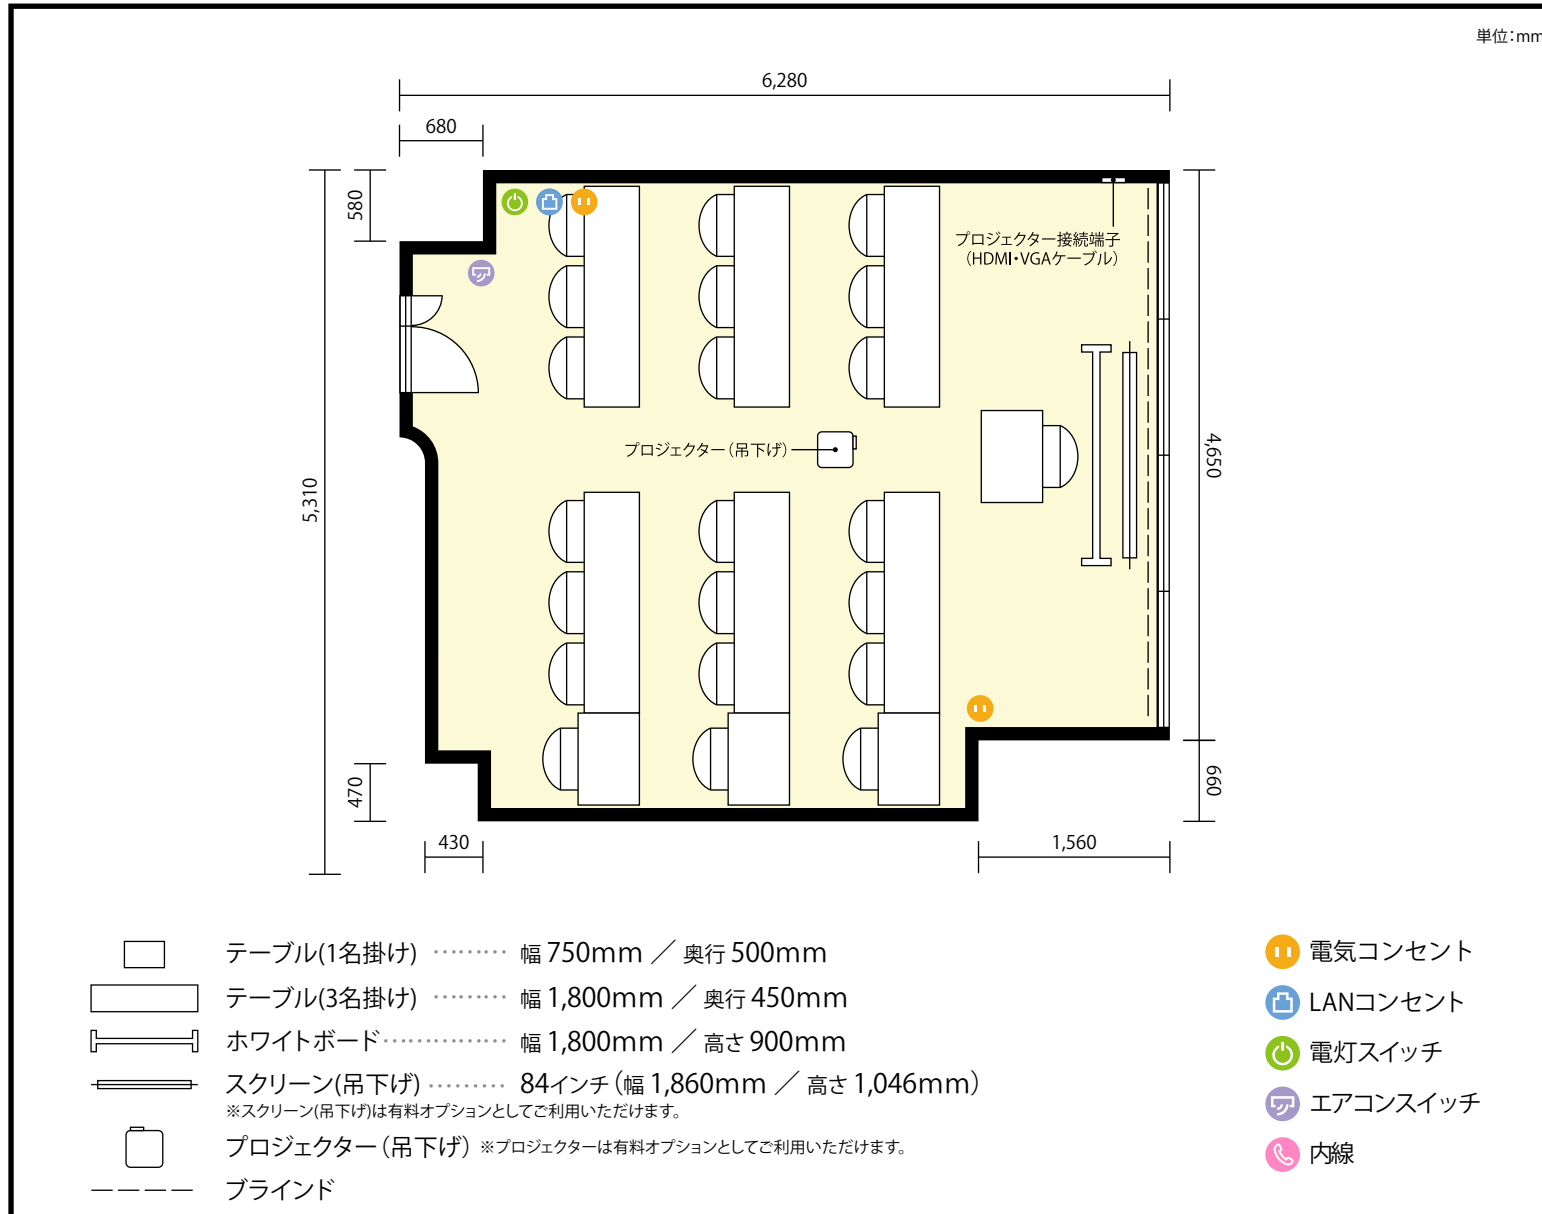 単位：mm
6,280
680
580
プロジェクター接続端子
（HDMI・VGAケーブル）
プロジェクター（吊下げ）
5,310
4,650
470
660
430
1,560
テーブル(1名掛け) ……… 幅 750mm ／ 奥行 500mm
テーブル(3名掛け) ……… 幅 1,800mm ／ 奥行 450mm
ホワイトボード…………… 幅 1,800mm ／ 高さ 900mm
スクリーン(吊下げ) ……… 84インチ（幅 1,860mm ／ 高さ 1,046mm）
※スクリーン(吊下げ)は有料オプションとしてご利用いただけます。
プロジェクター（吊下げ） ※プロジェクターは有料オプションとしてご利用いただけます。
ブラインド
電気コンセント
LANコンセント
電灯スイッチ
エアコンスイッチ
内線